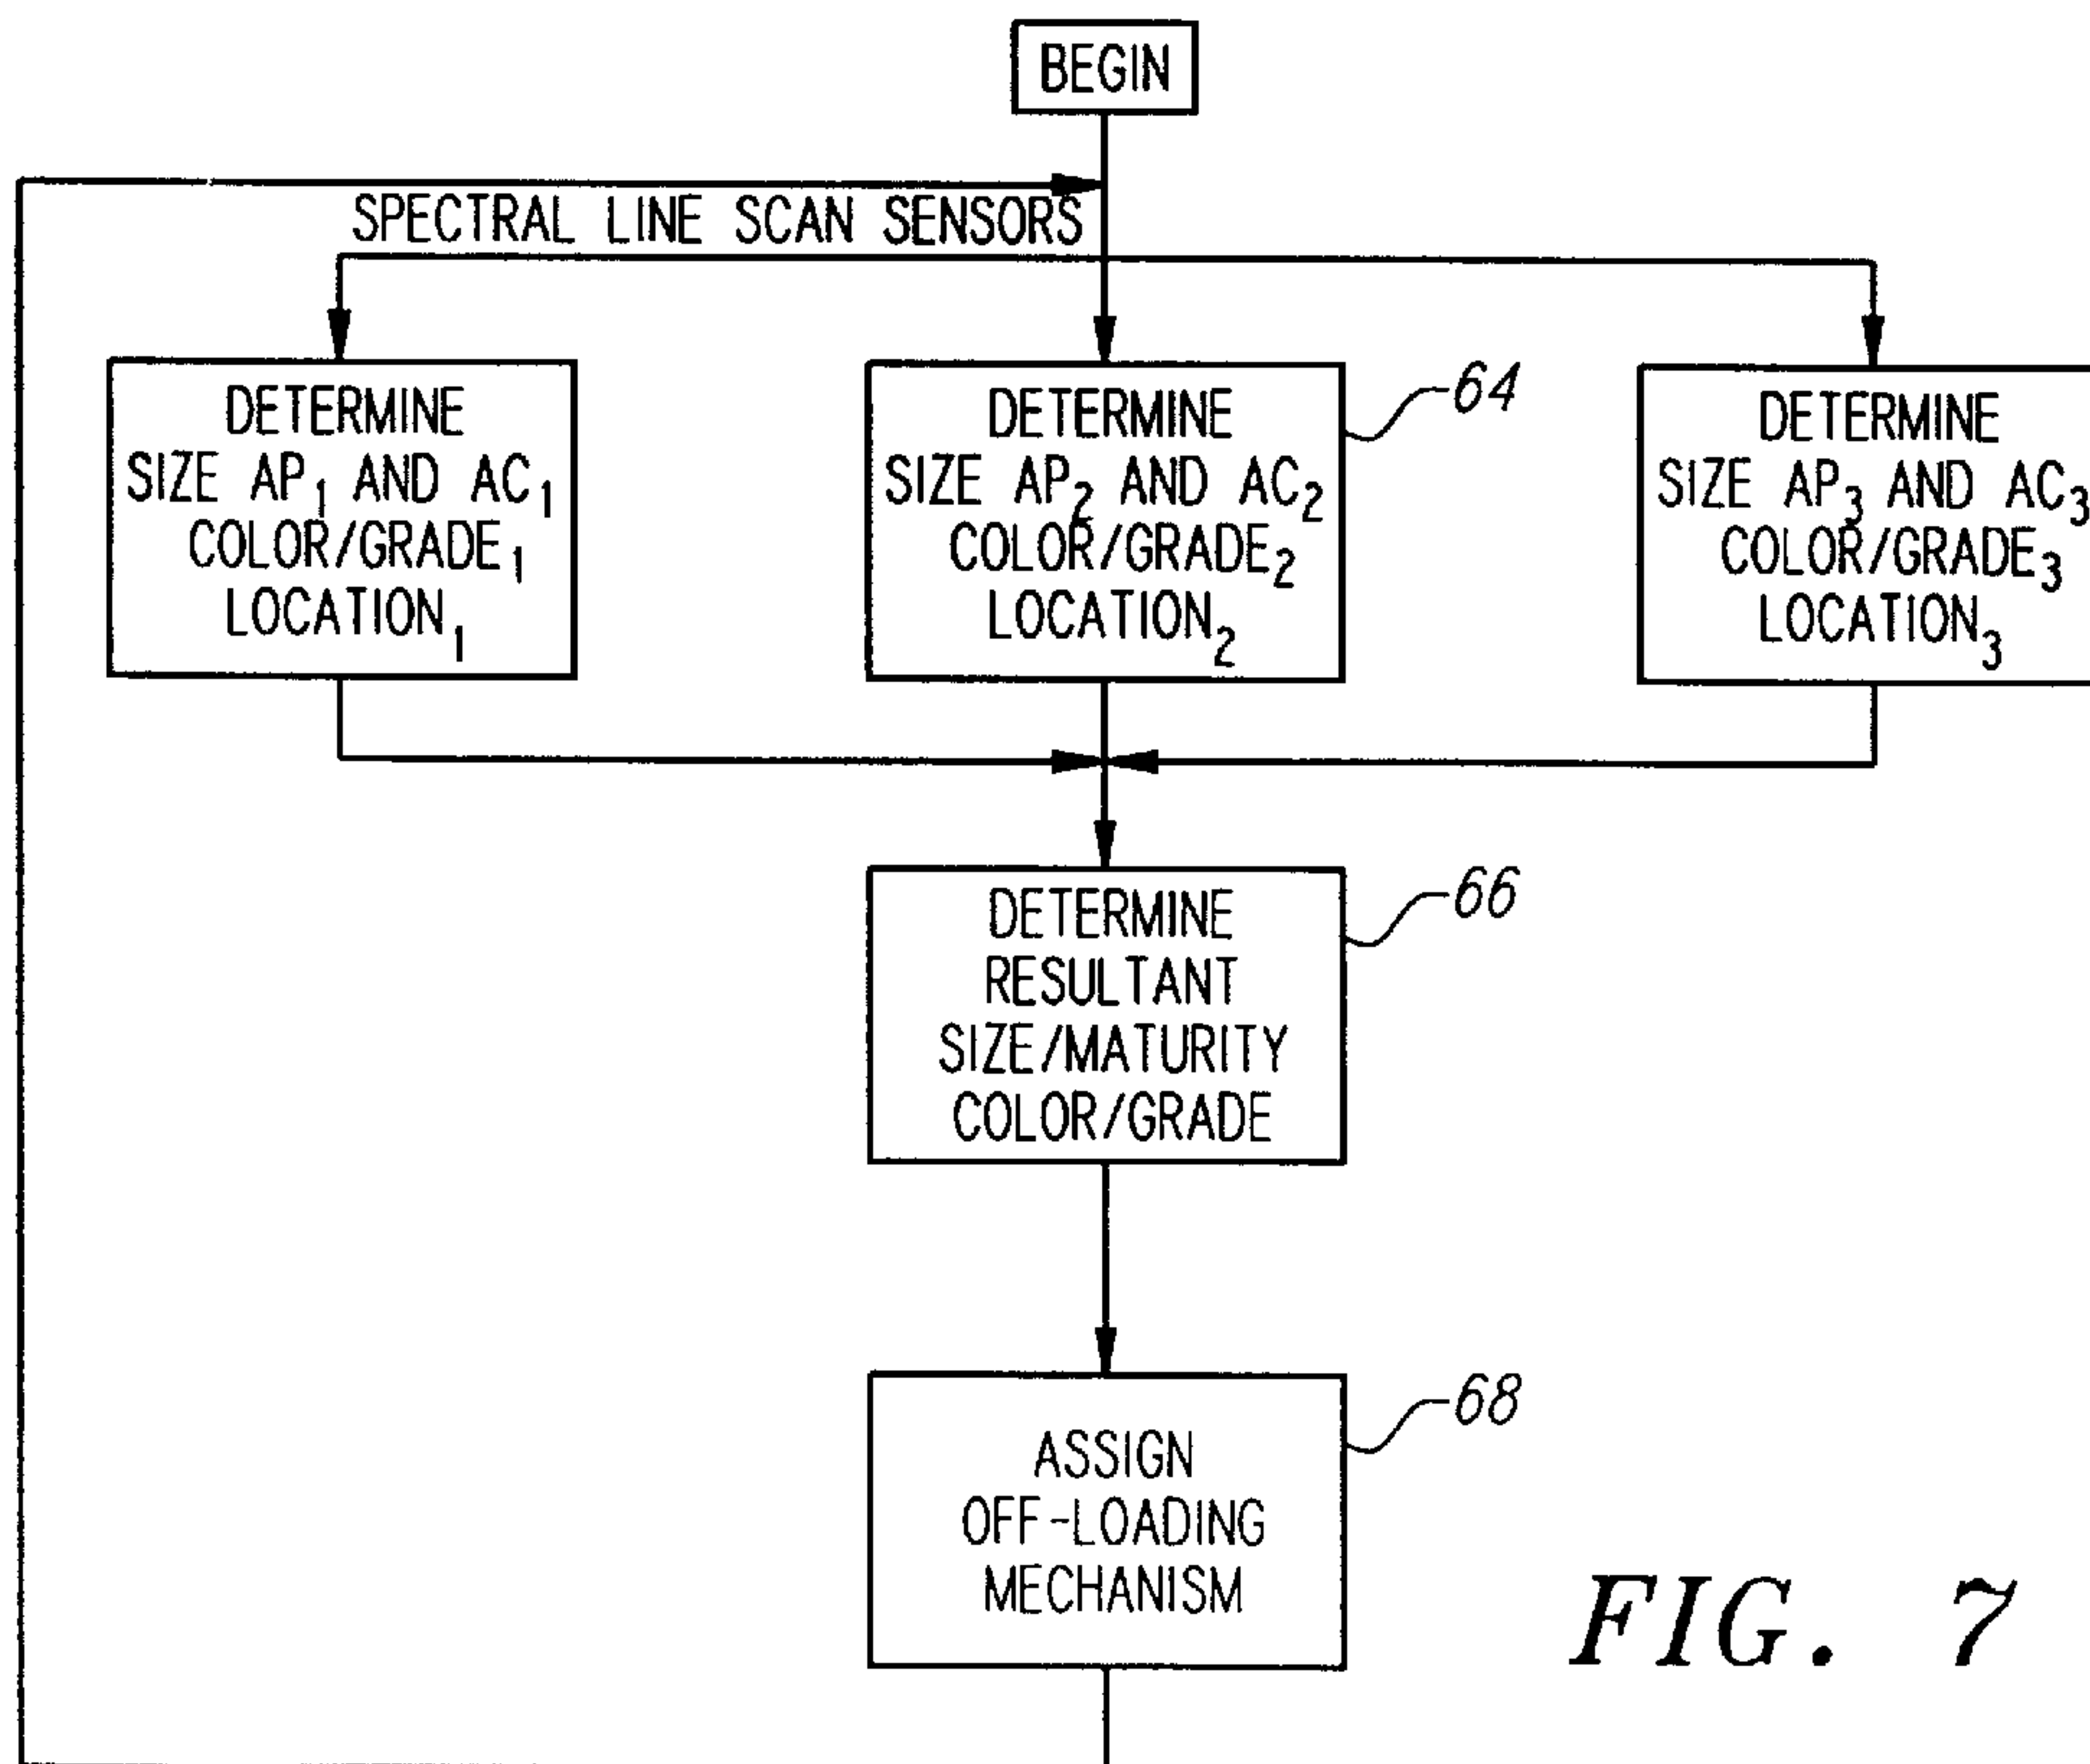 BEGIN
SPECTRAL LINE SCAN SENSORS
DETERMINE
SIZE AP₁ AND AC₁
COLOR/GRADE₁
LOCATION₁
DETERMINE
SIZE AP₂ AND AC₂
COLOR/GRADE₂
LOCATION₂
64
DETERMINE
SIZE AP₃ AND AC₃
COLOR/GRADE₃
LOCATION₃
DETERMINE
RESULTANT
SIZE/MATURITY
COLOR/GRADE
66
ASSIGN
OFF-LOADING
MECHANISM
68
FIG. 7